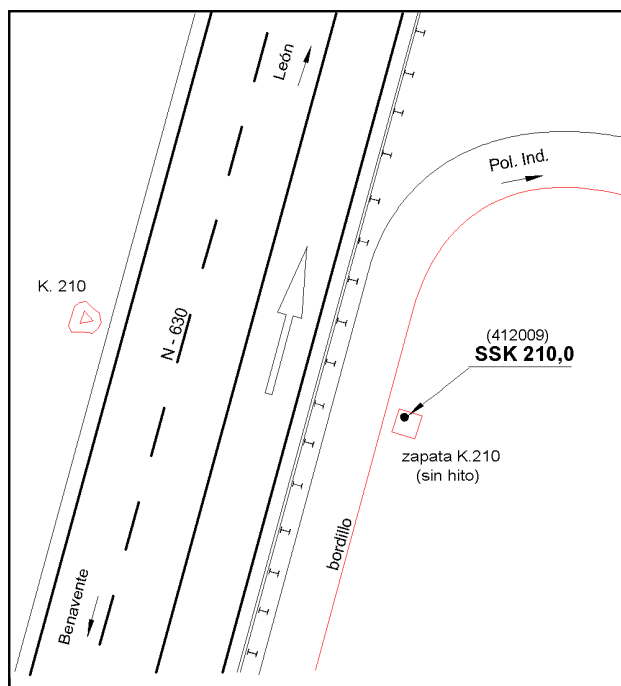 León
Pol. Ind.
K. 210
N - 630
(412009)
SSK 210,0
zapata K.210
(sin hito)
bordillo
Benavente